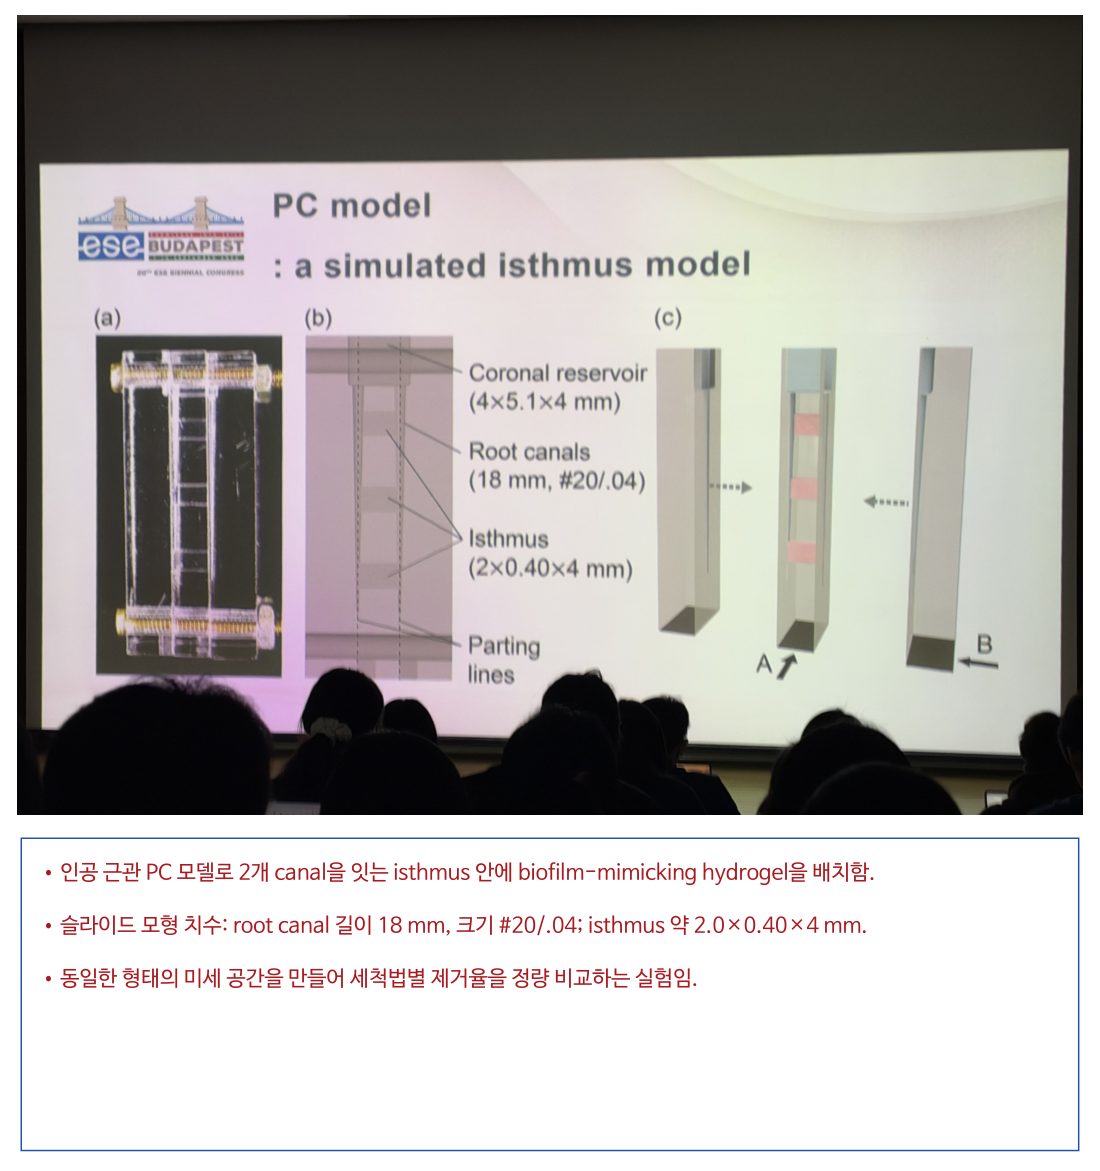 PC model
: a simulated isthmus model
ese BUDAPEST
20TH ESE BIENNIAL CONGRESS
(a)
(b)
(c)
Coronal reservoir
(4×5.1×4 mm)
Root canals
(18 mm, #20/.04)
Isthmus
(2×0.40×4 mm)
Parting
lines
A
B
• 인공 근관 PC 모델로 2개 canal을 잇는 isthmus 안에 biofilm-mimicking hydrogel을 배치함.
• 슬라이드 모형 치수: root canal 길이 18 mm, 크기 #20/.04; isthmus 약 2.0×0.40×4 mm.
• 동일한 형태의 미세 공간을 만들어 세척법별 제거율을 정량 비교하는 실험임.